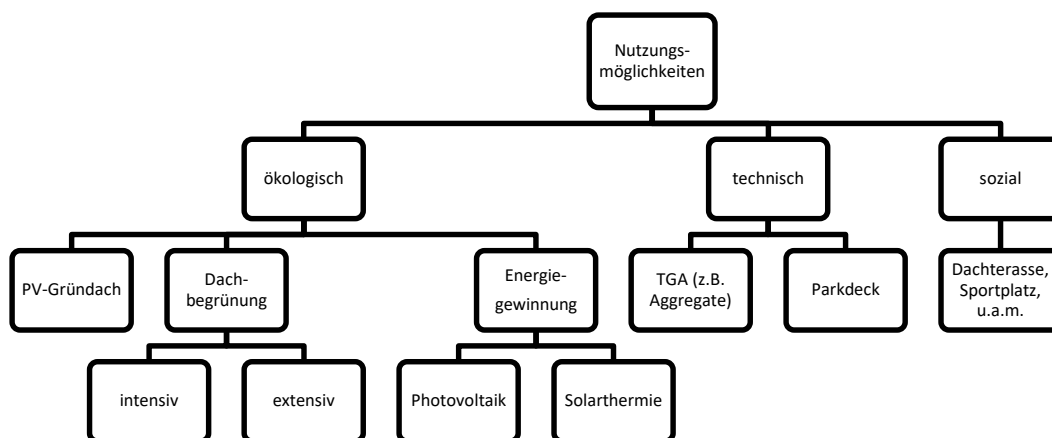 Nutzungs-
möglichkeiten
ökologisch
technisch
sozial
PV-Gründach
Dach-
begrünung
Energie-
gewinnung
TGA (z.B.
Aggregate)
Parkdeck
Dachterasse,
Sportplatz,
u.a.m.
intensiv
extensiv
Photovoltaik
Solarthermie